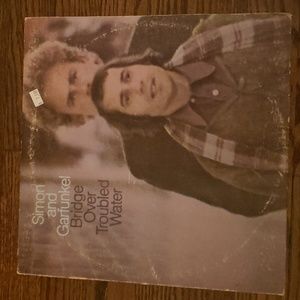 Simon
and
Garfunkel
Bridge
Over
Troubled
Water